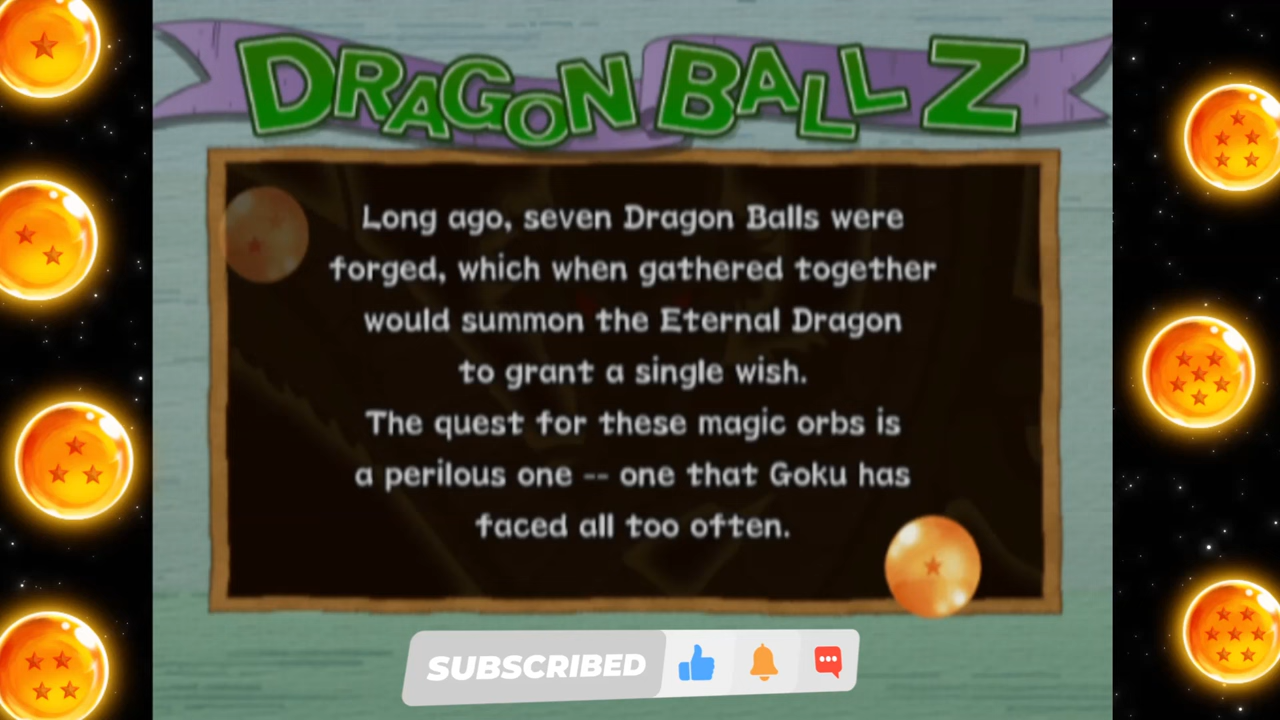 DRAGON BALL Z
Long ago, seven Dragon Balls were
forged, which when gathered together
would summon the Eternal Dragon
to grant a single wish.
The quest for these magic orbs is
a perilous one -- one that Goku has
faced all too often.
SUBSCRIBED